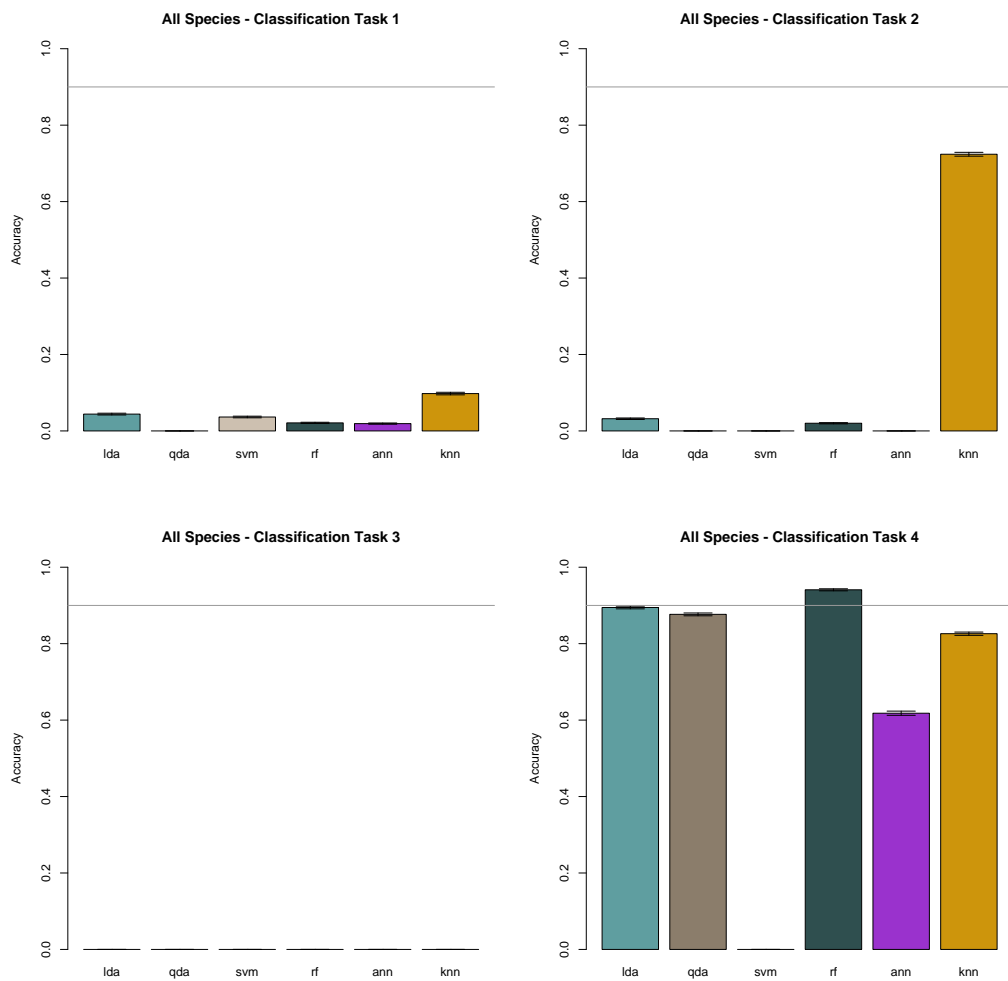 All Species - Classification Task 1
Accuracy
1.0
0.8
0.6
0.4
0.2
0.0
lda qda svm rf ann knn
All Species - Classification Task 2
Accuracy
1.0
0.8
0.6
0.4
0.2
0.0
lda qda svm rf ann knn
All Species - Classification Task 3
Accuracy
1.0
0.8
0.6
0.4
0.2
0.0
lda qda svm rf ann knn
All Species - Classification Task 4
Accuracy
1.0
0.8
0.6
0.4
0.2
0.0
lda qda svm rf ann knn